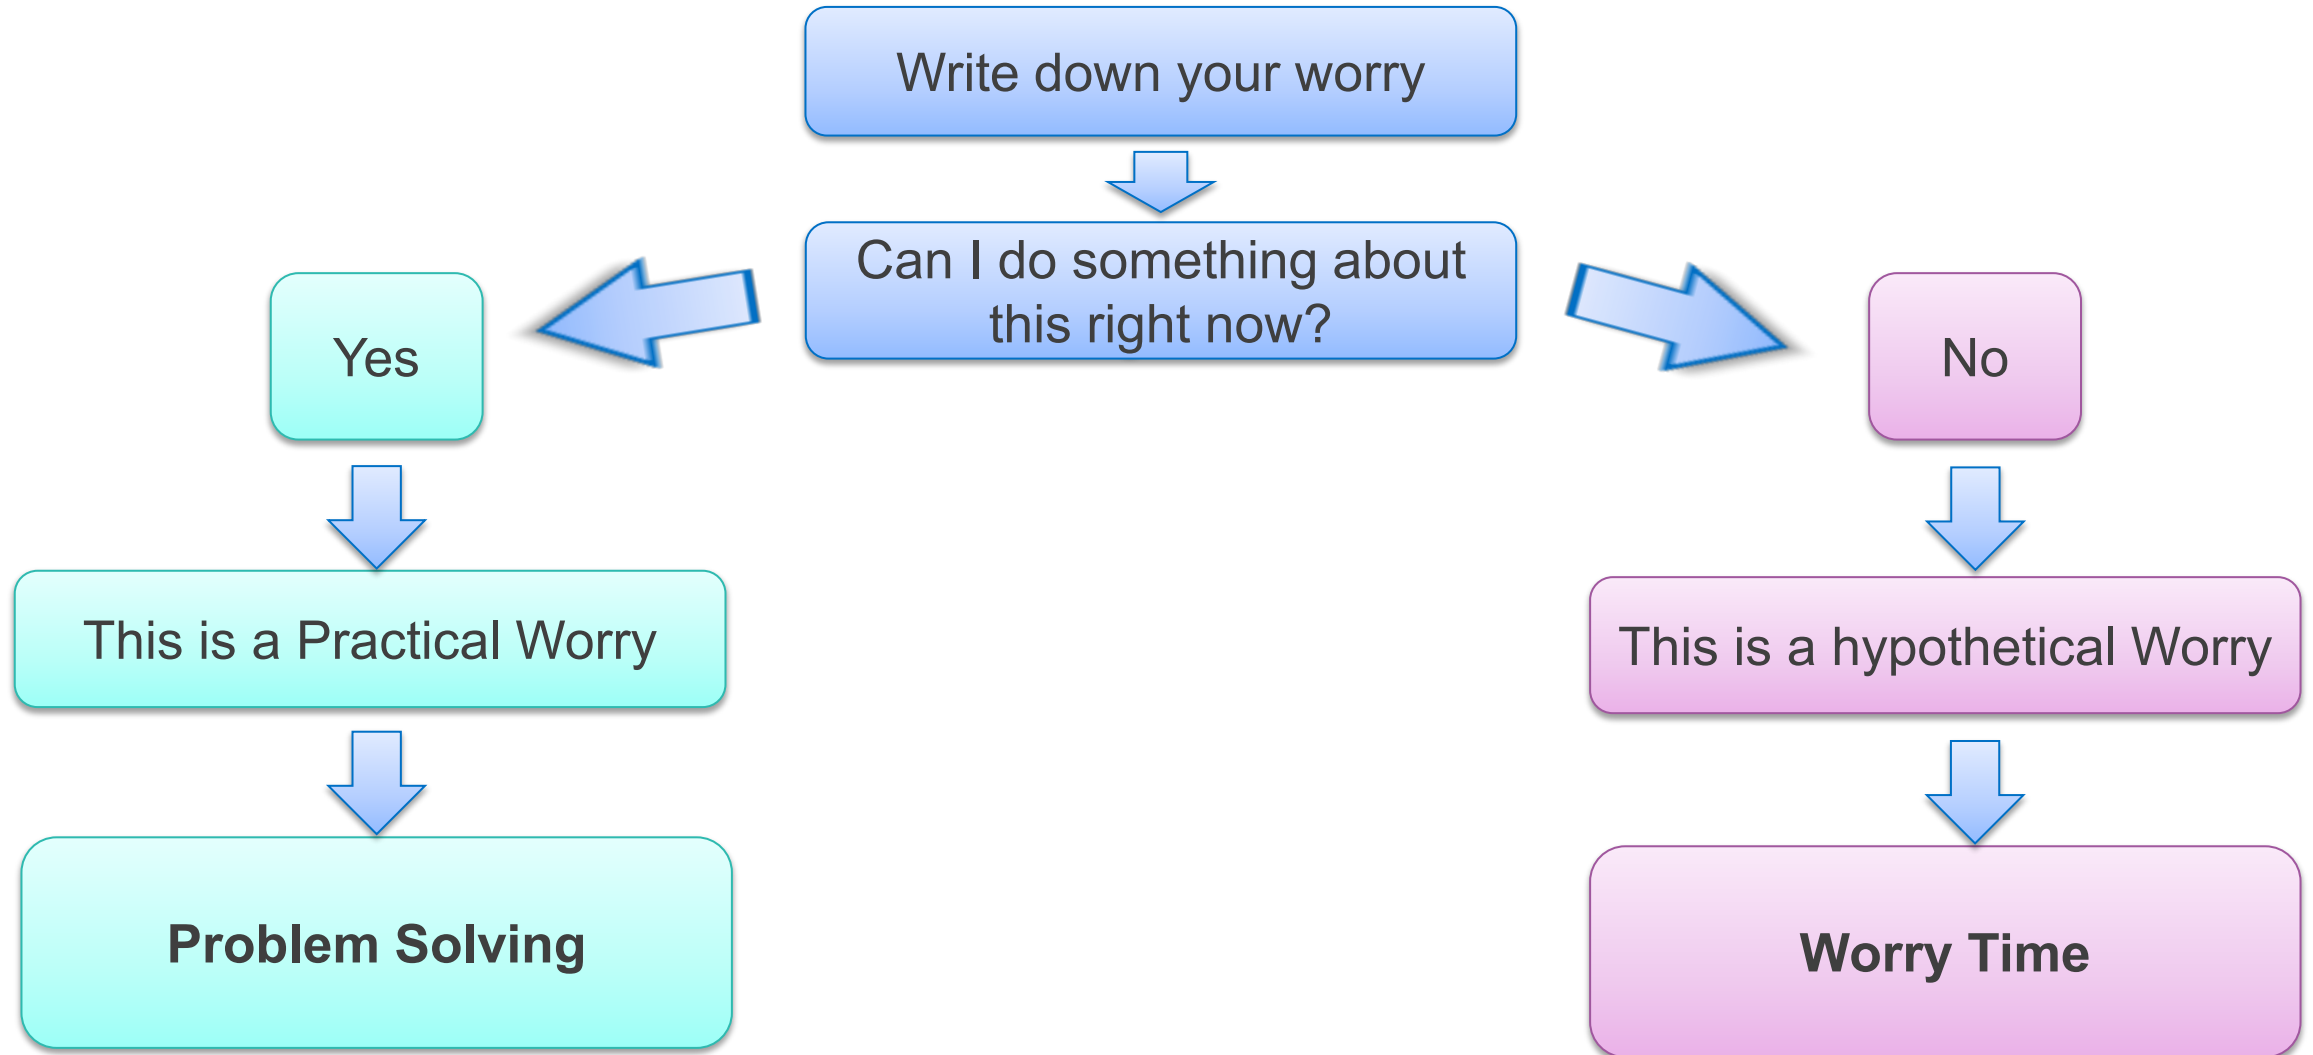 Write down your worry
Can I do something about
this right now?
Yes
No
This is a Practical Worry
This is a hypothetical Worry
Problem Solving
Worry Time